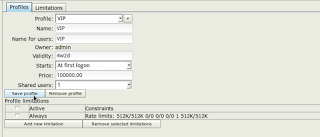 Profiles Limitations
Profile: VIP
Name: VIP
Name for users: VIP
Owner: admin
Validity: 4w2d
Starts: At first logon
Price: 100000.00
Shared users: 1
Save profile Remove profile
Profile limitations
Active Constraints
Always Rate limits: 512K/512K 0/0 0/0 0/0 1 512K/512K
Add new limitation Remove selected limitations